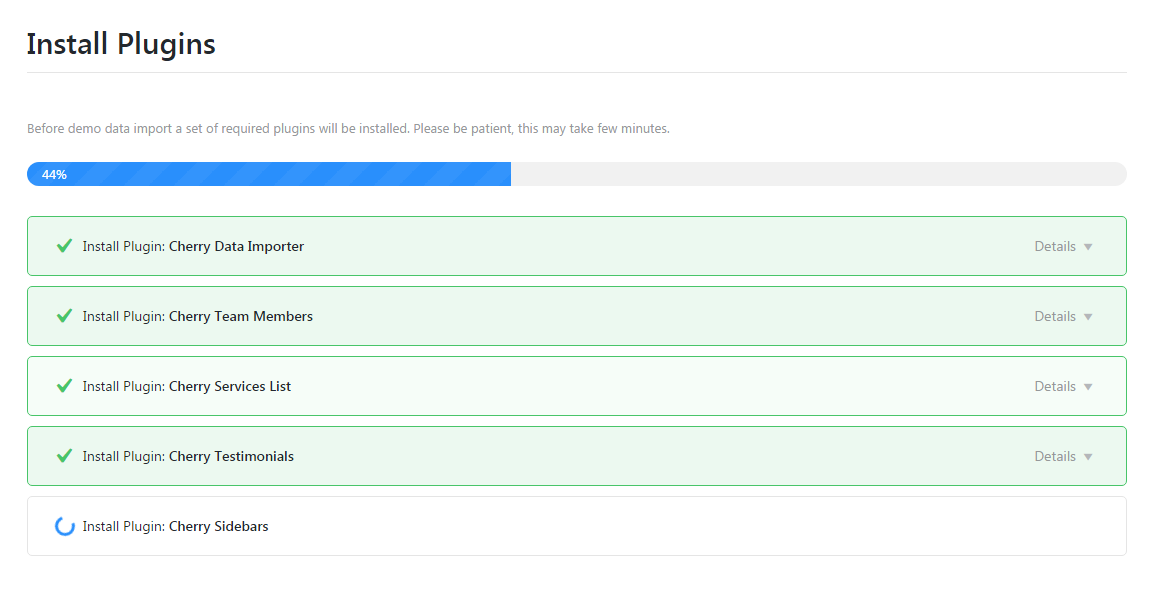 Install Plugins
Before demo data import a set of required plugins will be installed. Please be patient, this may take few minutes.
44%
Install Plugin: Cherry Data Importer Details
Install Plugin: Cherry Team Members Details
Install Plugin: Cherry Services List Details
Install Plugin: Cherry Testimonials Details
Install Plugin: Cherry Sidebars